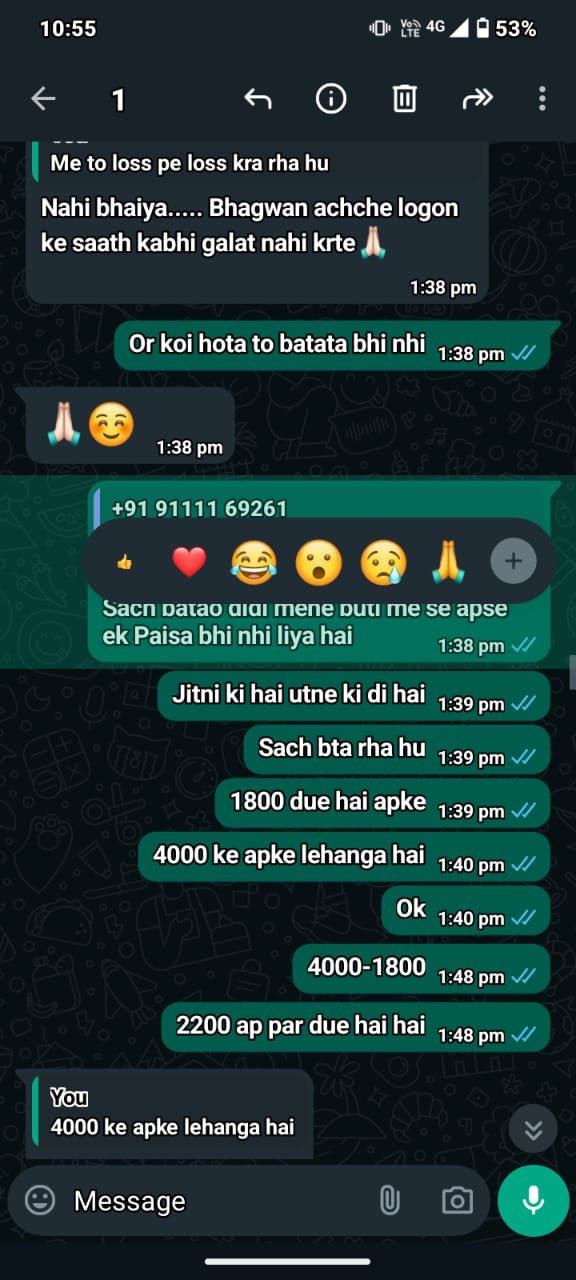 10:55
Vo
LTE
4G
53%
1
Me to loss pe loss kra rha hu
Nahi bhaiya..... Bhagwan achche logon
ke saath kabhi galat nahi krte 🙏🏻
1:38 pm
Or koi hota to batata bhi nhi
1:38 pm
🙏🏻☺️
1:38 pm
+91 91111 69261
👍❤️😂😮😢🙏+
Sach batao didi mene buti me se apse
ek Paisa bhi nhi liya hai
1:38 pm
Jitni ki hai utne ki di hai
1:39 pm
Sach bta rha hu
1:39 pm
1800 due hai apke
1:39 pm
4000 ke apke lehanga hai
1:40 pm
Ok
1:40 pm
4000-1800
1:48 pm
2200 ap par due hai hai
1:48 pm
You
4000 ke apke lehanga hai
Message